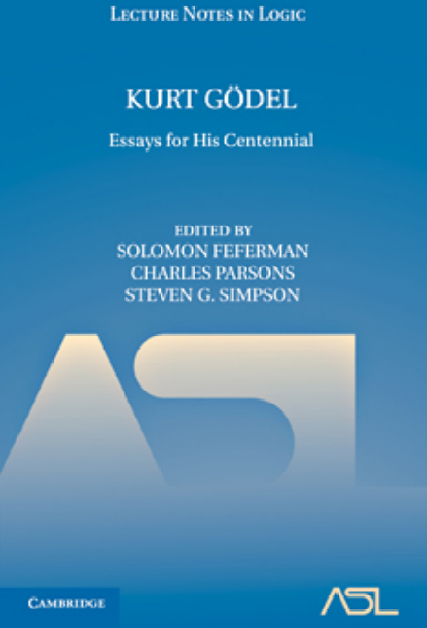 LECTURE NOTES IN LOGIC
KURT GÖDEL
Essays for His Centennial
EDITED BY
SOLOMON FEFERMAN
CHARLES PARSONS
STEVEN G. SIMPSON
ASL
CAMBRIDGE
ASL